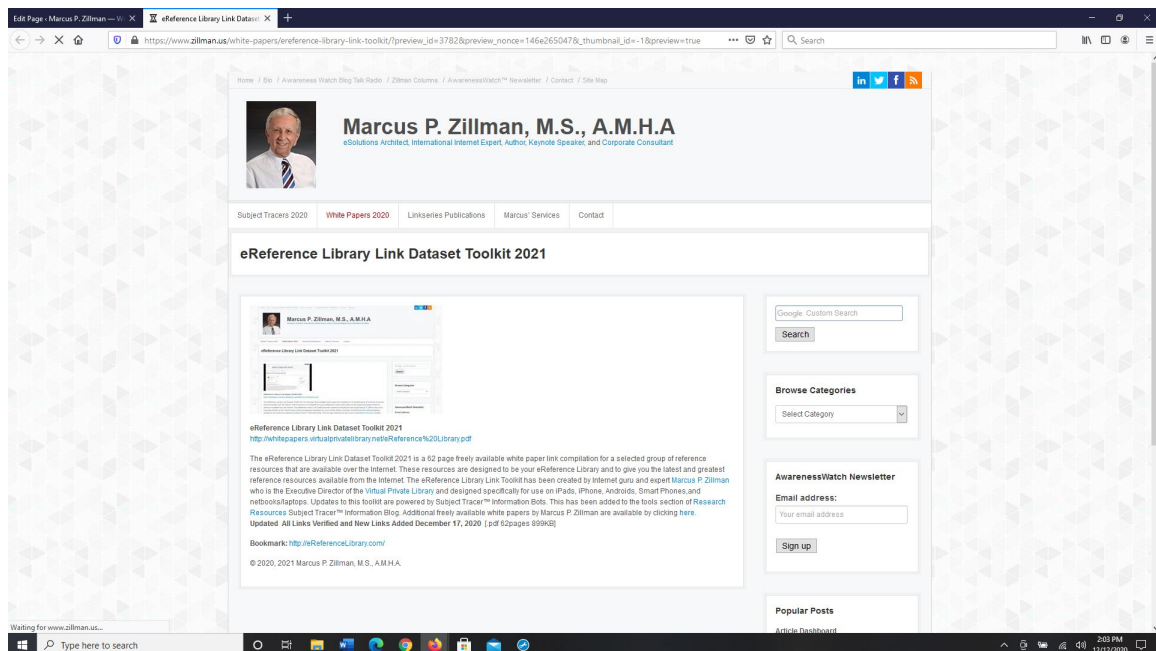 Edit Page ‹ Marcus P. Zillman — W
eReference Library Link Dataset
https://www.zillman.us/white-papers/ereference-library-link-toolkit/?preview_id=3782&preview_nonce=146e265047&_thumbnail_id=-1&preview=true
Search
Home / Bio / Awareness Watch Blog Talk Radio / Zillman Columns / AwarenessWatch™ Newsletter / Contact / Site Map
Marcus P. Zillman, M.S., A.M.H.A
eSolutions Architect, International Internet Expert, Author, Keynote Speaker, and Corporate Consultant
Subject Tracers 2020 White Papers 2020 Linkseries Publications Marcus' Services Contact
eReference Library Link Dataset Toolkit 2021
Marcus P. Zillman, M.S., A.M.H.A
eReference Library Link Dataset Toolkit 2021
eReference Library Link Dataset Toolkit 2021
http://whitepapers.virtualprivatelibrary.net/eReference%20Library.pdf
The eReference Library Link Dataset Toolkit 2021 is a 62 page freely available white paper link compilation for a selected group of reference
resources that are available over the Internet. These resources are designed to be your eReference Library and to give you the latest and greatest
reference resources available from the Internet. The eReference Library Link Toolkit has been created by Internet guru and expert Marcus P. Zillman
who is the Executive Director of the Virtual Private Library and designed specifically for use on iPads, iPhone, Androids, Smart Phones,and
netbooks/laptops. Updates to this toolkit are powered by Subject Tracer™ Information Bots. This has been added to the tools section of Research
Resources Subject Tracer™ Information Blog. Additional freely available white papers by Marcus P. Zillman are available by clicking here.
Updated All Links Verified and New Links Added December 17, 2020 [.pdf 62pages 899KB]
Bookmark: http://eReferenceLibrary.com/
© 2020, 2021 Marcus P. Zillman, M.S., A.M.H.A.
Google Custom Search
Search
Browse Categories
Select Category
AwarenessWatch Newsletter
Email address:
Your email address
Sign up
Popular Posts
Article Dashboard
Waiting for www.zillman.us...
Type here to search
2:03 PM
12/12/2020